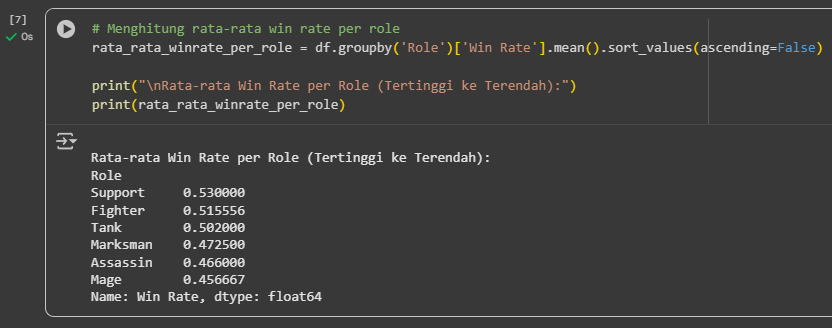 [7]
0s
# Menghitung rata-rata win rate per role
rata_rata_winrate_per_role = df.groupby('Role')['Win Rate'].mean().sort_values(ascending=False)
print("\nRata-rata Win Rate per Role (Tertinggi ke Terendah):")
print(rata_rata_winrate_per_role)
Rata-rata Win Rate per Role (Tertinggi ke Terendah):
Role
Support     0.530000
Fighter     0.515556
Tank        0.502000
Marksman    0.472500
Assassin    0.466000
Mage        0.456667
Name: Win Rate, dtype: float64